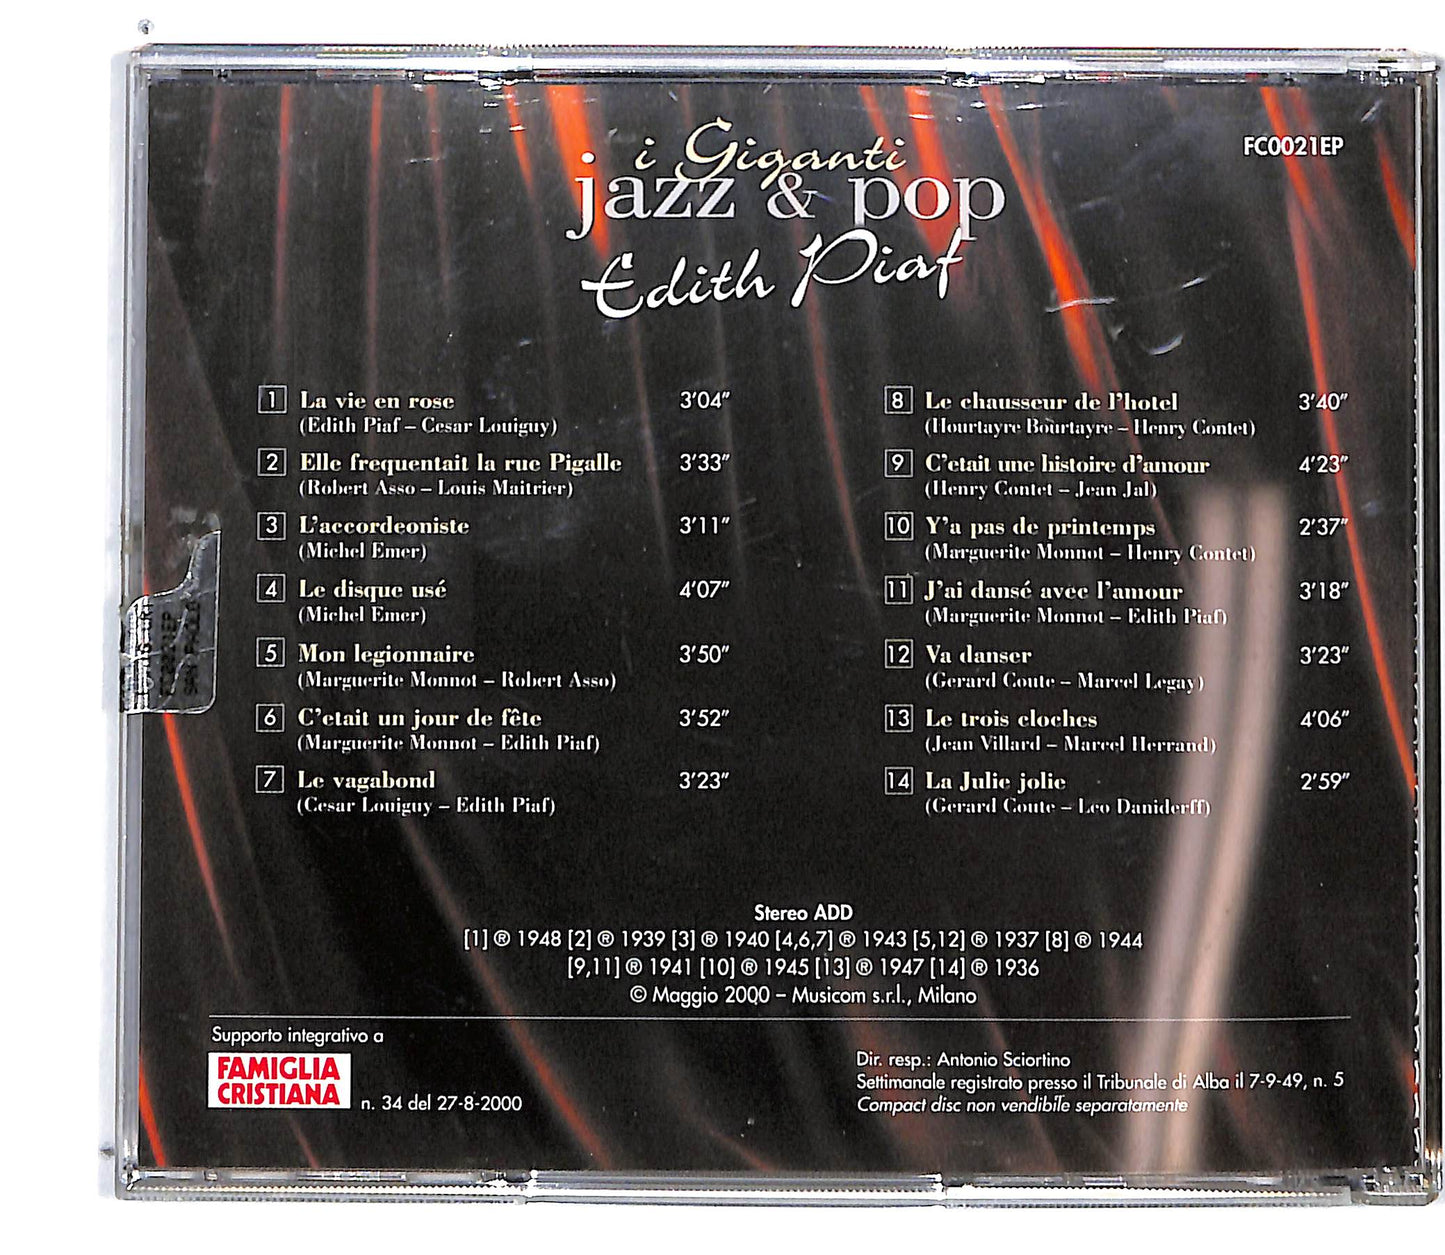 i Giganti
jazz & pop
Edith Piaf
FC0021EP
1 La vie en rose 3'04"
(Edith Piaf – Cesar Louiguy)
2 Elle frequentait la rue Pigalle 3'33"
(Robert Asso – Louis Maitrier)
3 L'accordeoniste 3'11"
(Michel Emer)
4 Le disque usé 4'07"
(Michel Emer)
5 Mon legionnaire 3'50"
(Marguerite Monnot – Robert Asso)
6 C'etait un jour de fête 3'52"
(Marguerite Monnot – Edith Piaf)
7 Le vagabond 3'23"
(Cesar Louiguy – Edith Piaf)
8 Le chausseur de l'hotel 3'40"
(Hourtayre Bourtayre – Henry Contet)
9 C'etait une histoire d'amour 4'23"
(Henry Contet – Jean Jal)
10 Y'a pas de printemps 2'37"
(Marguerite Monnot – Henry Contet)
11 J'ai dansé avec l'amour 3'18"
(Marguerite Monnot – Edith Piaf)
12 Va danser 3'23"
(Gerard Coute – Marcel Legay)
13 Le trois cloches 4'06"
(Jean Villard – Marcel Herrand)
14 La Julie jolie 2'59"
(Gerard Coute – Leo Daniderff)
Stereo ADD
[1] ® 1948 [2] ® 1939 [3] ® 1940 [4,6,7] ® 1943 [5,12] ® 1937 [8] ® 1944
[9,11] ® 1941 [10] ® 1945 [13] ® 1947 [14] ® 1936
© Maggio 2000 – Musicom s.r.l., Milano
Supporto integrativo a
FAMIGLIA
CRISTIANA
n. 34 del 27-8-2000
Dir. resp.: Antonio Sciortino
Settimanale registrato presso il Tribunale di Alba il 7-9-49, n. 5
Compact disc non vendibile separatamente
FC0021EP
SAN PAOLO